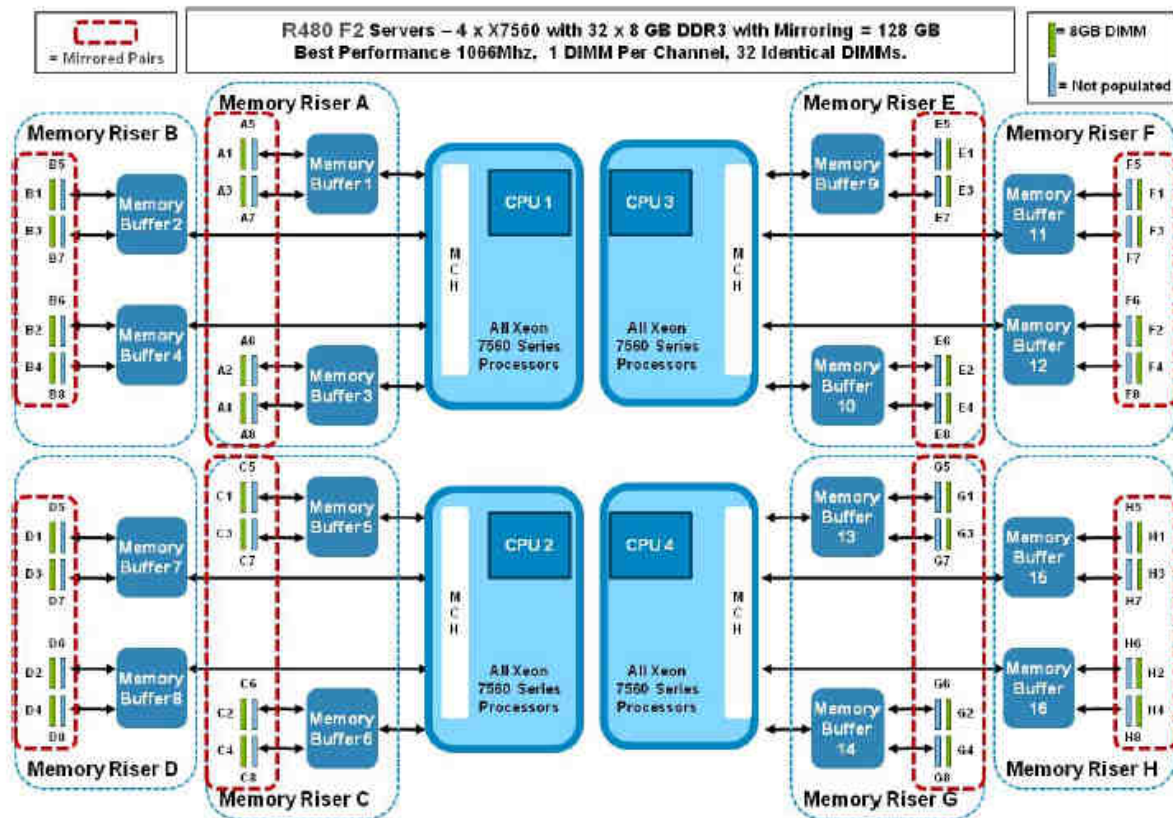 = Mirrored Pairs
R480 F2 Servers – 4 x X7560 with 32 x 8 GB DDR3 with Mirroring = 128 GB
Best Performance 1066Mhz, 1 DIMM Per Channel, 32 Identical DIMMs.
= 8GB DIMM
= Not populated
Memory Riser A
A5
A1
A3
A7
Memory Buffer 1
A6
A2
A4
A8
Memory Buffer 3
Memory Riser B
B5
B1
B3
B7
Memory Buffer 2
B6
B2
B4
B8
Memory Buffer 4
CPU 1
MCH
All Xeon
7560 Series
Processors
CPU 3
MCH
All Xeon
7560 Series
Processors
Memory Riser E
E5
E1
E3
E7
Memory Buffer 9
E6
E2
E4
E8
Memory Buffer 10
Memory Riser F
F5
F1
F3
F7
Memory Buffer 11
F6
F2
F4
F8
Memory Buffer 12
D5
D1
D3
D7
Memory Buffer 7
D6
D2
D4
D8
Memory Buffer 8
Memory Riser D
C5
C1
C3
C7
Memory Buffer 5
C6
C2
C4
C8
Memory Buffer 6
Memory Riser C
CPU 2
MCH
All Xeon
7560 Series
Processors
CPU 4
MCH
All Xeon
7560 Series
Processors
G5
G1
G3
G7
Memory Buffer 13
G6
G2
G4
G8
Memory Buffer 14
Memory Riser G
H5
H1
H3
H7
Memory Buffer 15
H6
H2
H4
H8
Memory Buffer 16
Memory Riser H